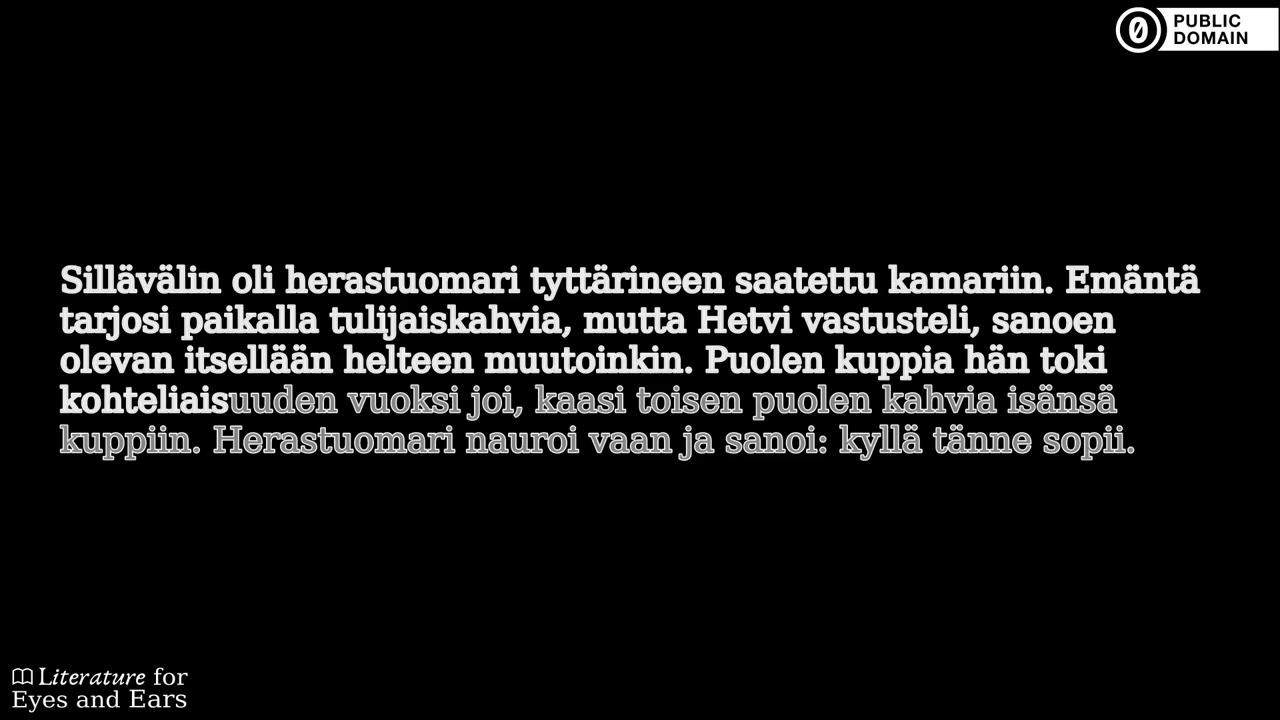 PUBLIC
DOMAIN
Sillävälin oli herastuomari tyttärineen saatettu kamariin. Emäntä
tarjosi paikalla tulijaiskahvia, mutta Hetvi vastusteli, sanoen
olevan itsellään helteen muutoinkin. Puolen kuppia hän toki
kohteliaisuuden vuoksi joi, kaasi toisen puolen kahvia isänsä
kuppiin. Herastuomari nauroi vaan ja sanoi: kyllä tänne sopii.
Literature for
Eyes and Ears